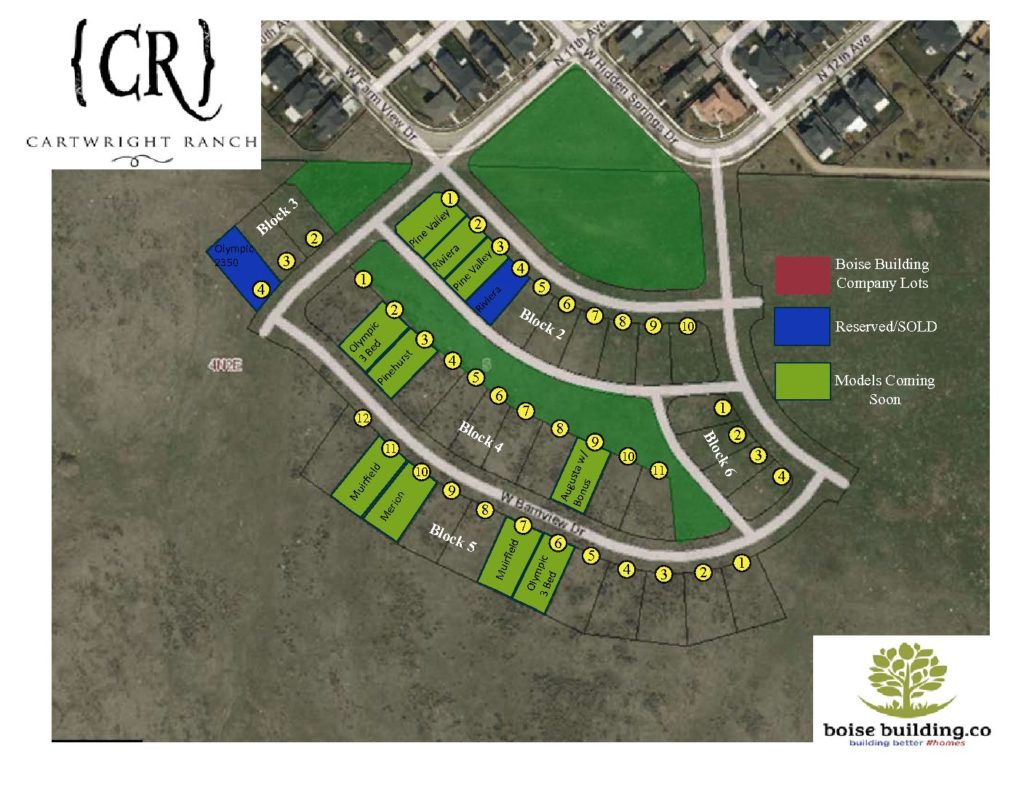 {CR}
CARTWRIGHT RANCH
W Farm View Dr
N 11th Ave
W Hidden Springs Dr
N 12th Ave
Block 3
2
3
4
Olympic
2350
1
2
3
4
5
6
7
8
9
10
Pine Valley
Riviera
Pine Valley
Riviera
Block 2
Boise Building
Company Lots
Reserved/SOLD
Models Coming
Soon
4N2E
1
2
3
4
5
6
7
8
9
10
11
Olympic
3 Bed
Pinehurst
Block 4
Augusta w/
Bonus
1
2
3
4
Block 6
W Barnview Dr
12
11
10
9
8
7
6
5
4
3
2
1
Muirfield
Merion
Block 5
Muirfield
Olympic
3 Bed
boise building.co
building better #homes